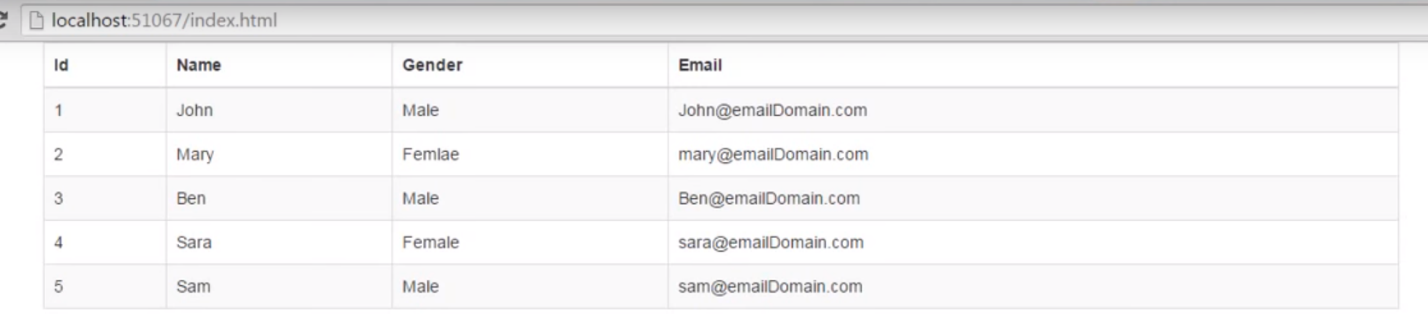 localhost:51067/index.html
Id Name Gender Email
1 John Male John@emailDomain.com
2 Mary Femlae mary@emailDomain.com
3 Ben Male Ben@emailDomain.com
4 Sara Female sara@emailDomain.com
5 Sam Male sam@emailDomain.com